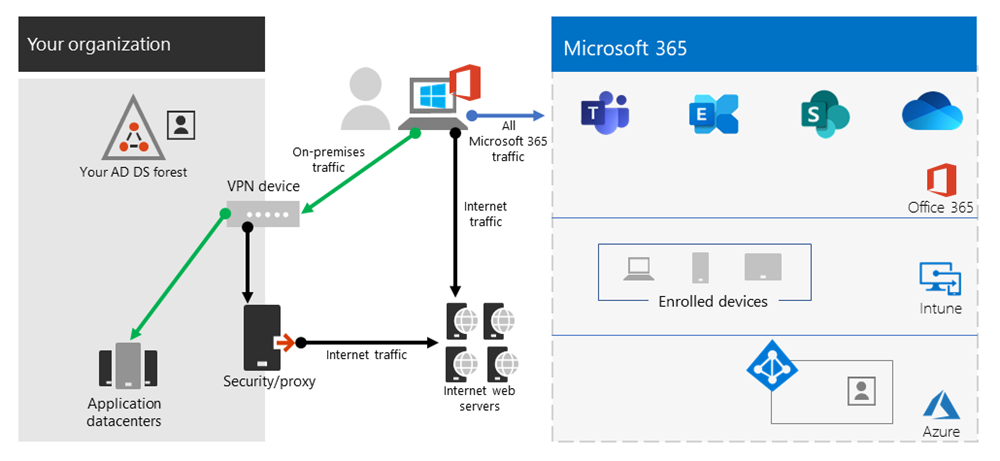 Your organization
Microsoft 365
T
E
S
All
Microsoft 365
traffic
On-premises
traffic
Your AD DS forest
VPN device
Internet
traffic
Office 365
Enrolled devices
Intune
Internet traffic
Security/proxy
Internet web
servers
Application
datacenters
Azure